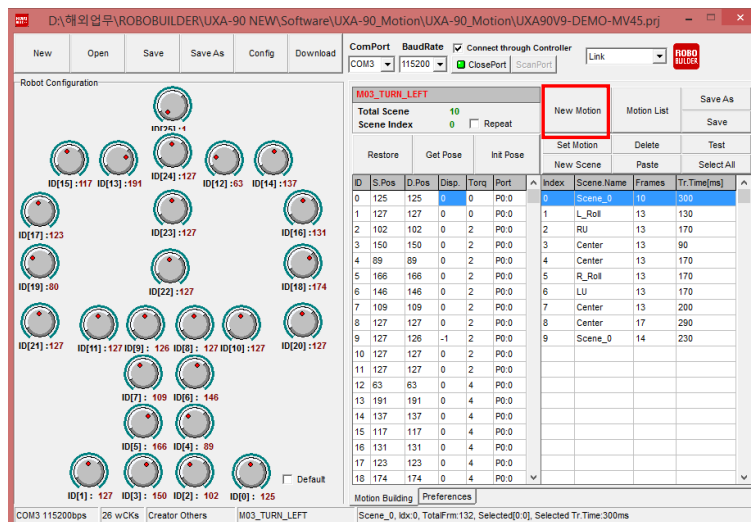 D:\해외업무\ROBOBUILDER\UXA-90 NEW\Software\UXA-90_Motion\UXA-90_Motion\UXA90V9-DEMO-MV45.prj
New Open Save Save As Config Download
ComPort BaudRate Connect through Controller
COM3 115200 ClosePort ScanPort Link
ROBO BUILDER
Robot Configuration
ID[25] :1
ID[15] :117 ID[13] :191 ID[24] :127 ID[12] :63 ID[14] :137
ID[17] :123 ID[23] :127 ID[16] :131
ID[19] :80 ID[22] :127 ID[18] :174
ID[21] :127 ID[11] :127 ID[9] : 126 ID[8] : 127 ID[10] :127 ID[20] :127
ID[7] : 109 ID[6] : 146
ID[5] : 166 ID[4] : 89
ID[1] : 127 ID[3] : 150 ID[2] : 102 ID[0] : 125
Default
M03_TURN_LEFT
Total Scene 10
Scene Index 0 Repeat
Restore Get Pose Init Pose
New Motion Motion List Save As
Save
Set Motion Delete Test
New Scene Paste Select All
ID S.Pos D.Pos Disp. Torq Port
0 125 125 0 0 P0:0
1 127 127 0 0 P0:0
2 102 102 0 2 P0:0
3 150 150 0 2 P0:0
4 89 89 0 2 P0:0
5 166 166 0 2 P0:0
6 146 146 0 2 P0:0
7 109 109 0 2 P0:0
8 127 127 0 2 P0:0
9 127 126 -1 2 P0:0
10 127 127 0 2 P0:0
11 127 127 0 2 P0:0
12 63 63 0 4 P0:0
13 191 191 0 4 P0:0
14 137 137 0 4 P0:0
15 117 117 0 4 P0:0
16 131 131 0 4 P0:0
17 123 123 0 4 P0:0
18 174 174 0 4 P0:0
Index Scene.Name Frames Tr.Time[ms]
0 Scene_0 10 300
1 L_Roll 13 130
2 RU 13 170
3 Center 13 90
4 Center 13 170
5 R_Roll 13 170
6 LU 13 170
7 Center 13 200
8 Center 17 290
9 Scene_0 14 230
Motion Building Preferences
COM3 115200bps 26 wCKs Creator Others M03_TURN_LEFT Scene_0, Idx:0, TotalFrm:132, Selected[0:0], Selected Tr.Time:300ms